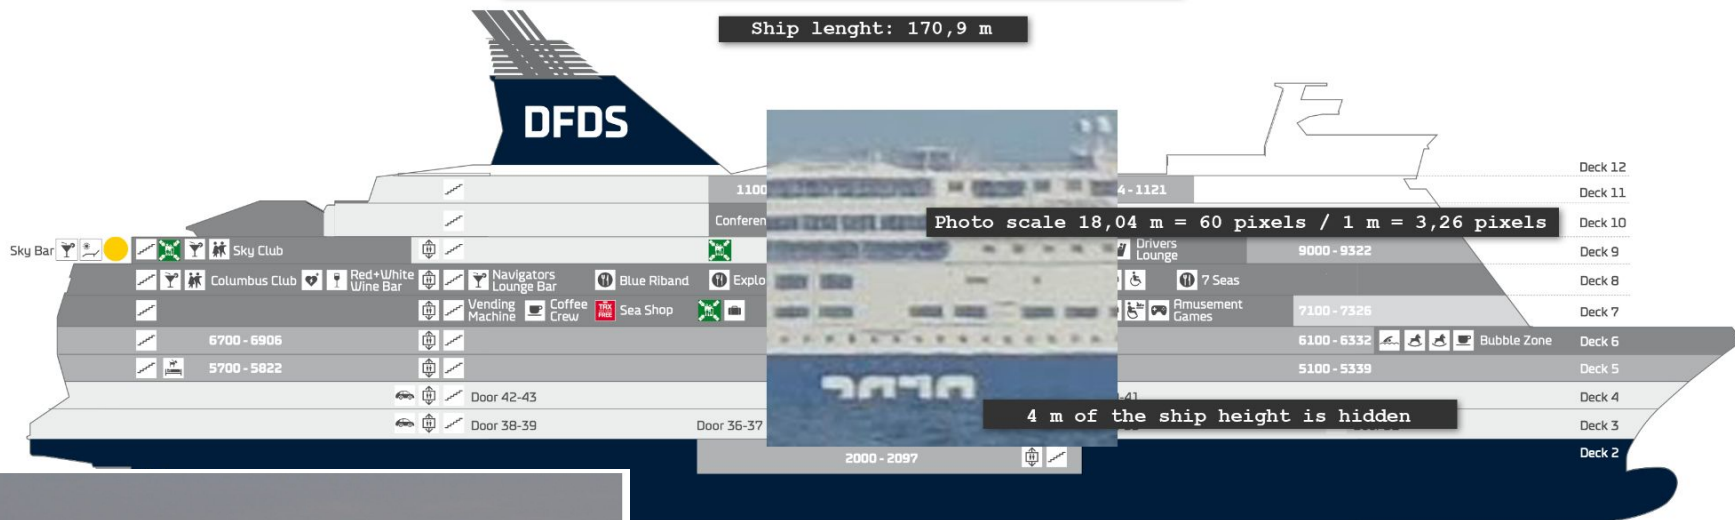 Ship lenght: 170,9 m
DFDS
Deck 12
1100
4 - 1121
Deck 11
Conferen
Photo scale 18,04 m = 60 pixels / 1 m = 3,26 pixels
Deck 10
Sky Bar
Sky Club
Drivers
Lounge
9000 - 9322
Deck 9
Columbus Club
Red+White
Wine Bar
Navigators
Lounge Bar
Blue Riband
Explo
7 Seas
Deck 8
Vending
Machine
Coffee
Crew
TAX
FREE
Sea Shop
Amusement
Games
7100 - 7326
Deck 7
6700 - 6906
6100 - 6332
Bubble Zone
Deck 6
5700 - 5822
5100 - 5339
Deck 5
Door 42-43
-41
Deck 4
4 m of the ship height is hidden
Door 38-39
Door 36-37
Deck 3
2000 - 2097
Deck 2